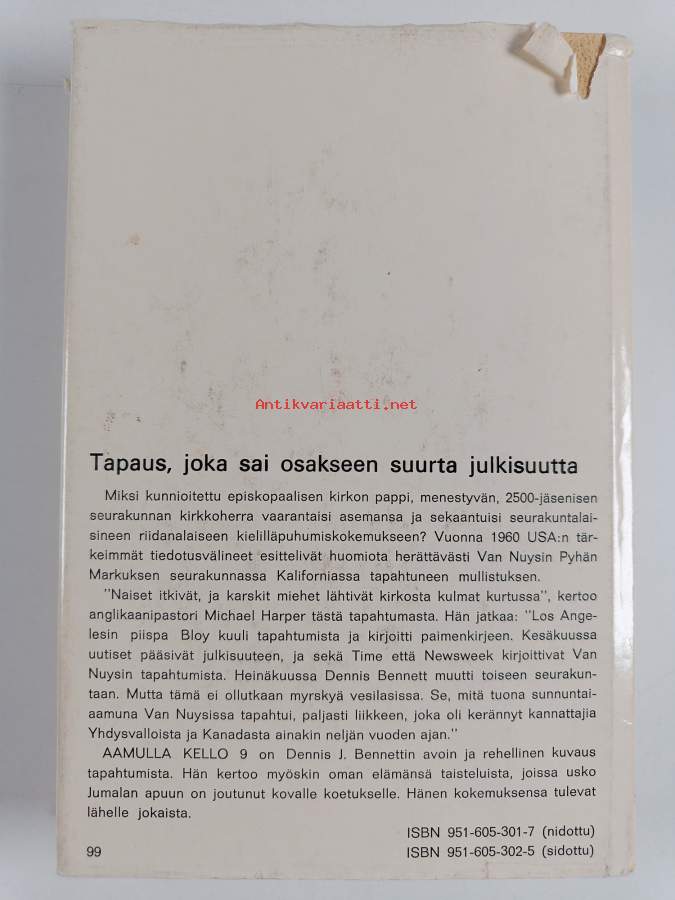 Antikvariaatti.net
Tapaus, joka sai osakseen suurta julkisuutta
Miksi kunnioitettu episkopaalisen kirkon pappi, menestyvän, 2500-jäsenisen
seurakunnan kirkkoherra vaarantaisi asemansa ja sekaantuisi seurakuntalai-
sineen riidanalaiseen kielilläpuhumiskokemukseen? Vuonna 1960 USA:n tär-
keimmät tiedotusvälineet esittelivät huomiota herättävästi Van Nuysin Pyhän
Markuksen seurakunnassa Kaliforniassa tapahtuneen mullistuksen.
"Naiset itkivät, ja karskit miehet lähtivät kirkosta kulmat kurtussa", kertoo
anglikaanipastori Michael Harper tästä tapahtumasta. Hän jatkaa: "Los Ange-
lesin piispa Bloy kuuli tapahtumista ja kirjoitti paimenkirjeen. Kesäkuussa
uutiset pääsivät julkisuuteen, ja sekä Time että Newsweek kirjoittivat Van
Nuysin tapahtumista. Heinäkuussa Dennis Bennett muutti toiseen seurakun-
taan. Mutta tämä ei ollutkaan myrskyä vesilasissa. Se, mitä tuona sunnuntai-
aamuna Van Nuysissa tapahtui, paljasti liikkeen, joka oli kerännyt kannattajia
Yhdysvalloista ja Kanadasta ainakin neljän vuoden ajan."
AAMULLA KELLO 9 on Dennis J. Bennettin avoin ja rehellinen kuvaus
tapahtumista. Hän kertoo myöskin oman elämänsä taisteluista, joissa usko
Jumalan apuun on joutunut kovalle koetukselle. Hänen kokemuksensa tulevat
lähelle jokaista.
ISBN 951-605-301-7 (nidottu)
99 ISBN 951-605-302-5 (sidottu)